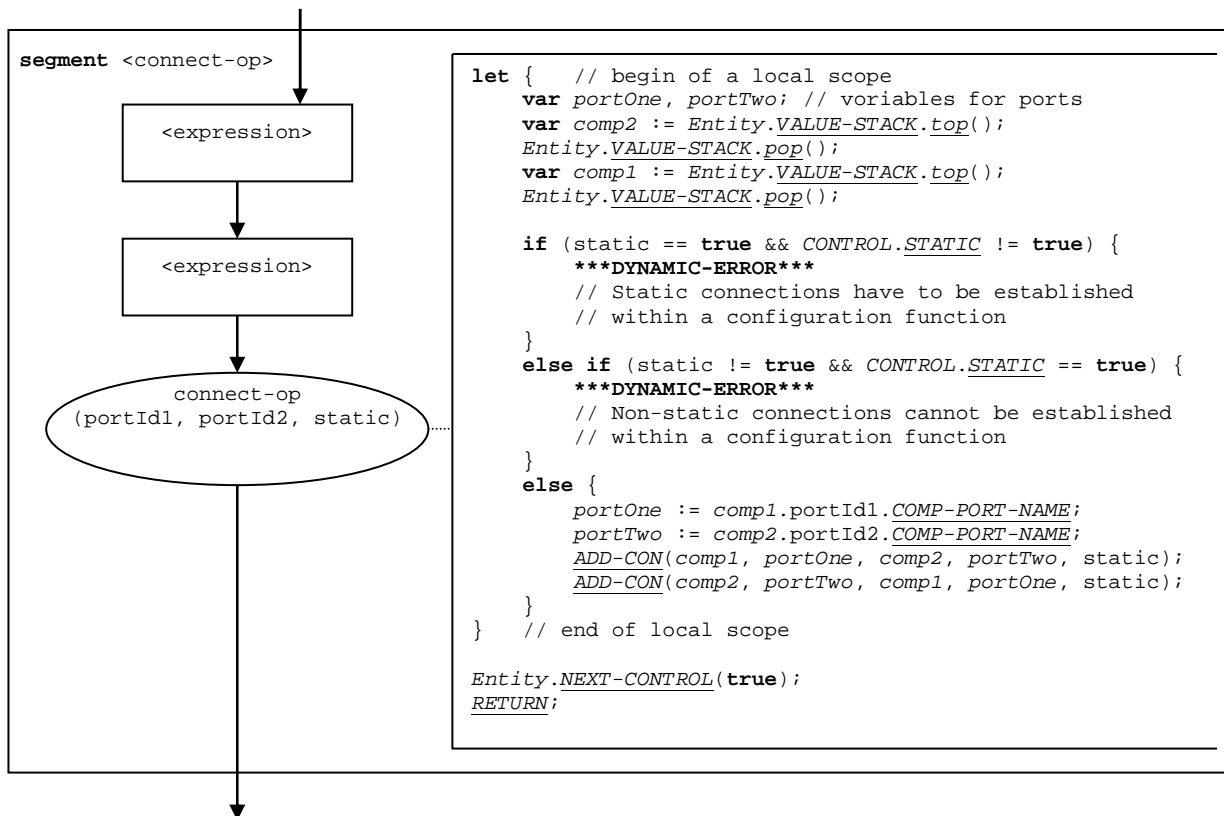 segment <connect-op>
<expression>
<expression>
connect-op
(portId1, portId2, static)
let {   // begin of a local scope
    var portOne, portTwo; // voriables for ports
    var comp2 := Entity.VALUE-STACK.top();
    Entity.VALUE-STACK.pop();
    var comp1 := Entity.VALUE-STACK.top();
    Entity.VALUE-STACK.pop();
    if (static == true && CONTROL.STATIC != true) {
        ***DYNAMIC-ERROR***
        // Static connections have to be established
        // within a configuration function
    }
    else if (static != true && CONTROL.STATIC == true) {
        ***DYNAMIC-ERROR***
        // Non-static connections cannot be established
        // within a configuration function
    }
    else {
        portOne := comp1.portId1.COMP-PORT-NAME;
        portTwo := comp2.portId2.COMP-PORT-NAME;
        ADD-CON(comp1, portOne, comp2, portTwo, static);
        ADD-CON(comp2, portTwo, comp1, portOne, static);
    }
}   // end of local scope
Entity.NEXT-CONTROL(true);
RETURN;